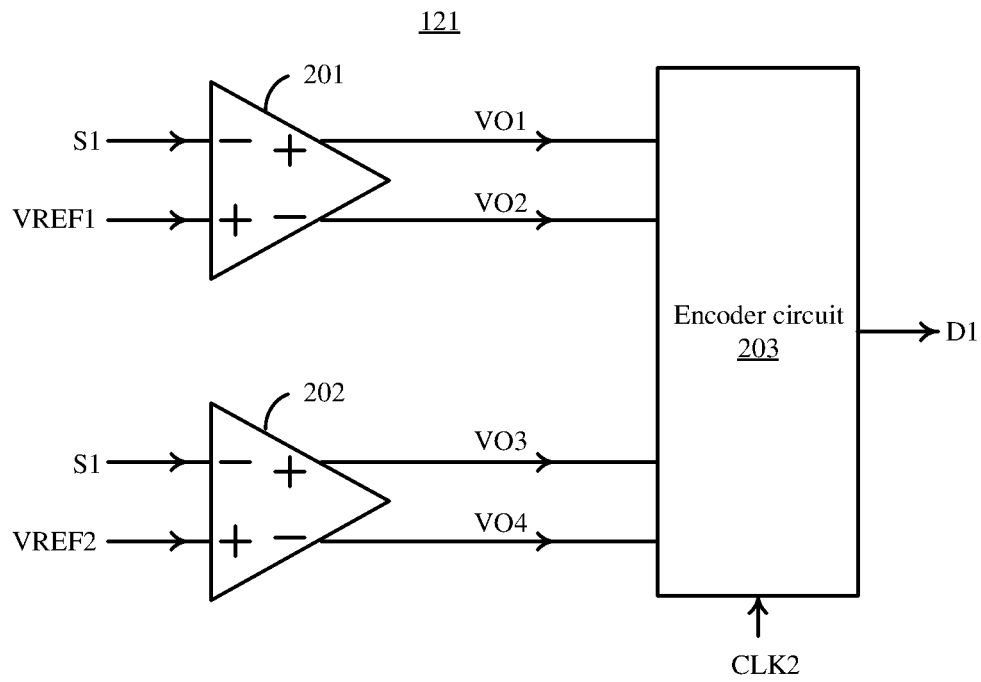 121
201
S1
−
+
VO1
VREF1
+
−
VO2
Encoder circuit
203
D1
202
S1
−
+
VO3
VREF2
+
−
VO4
CLK2